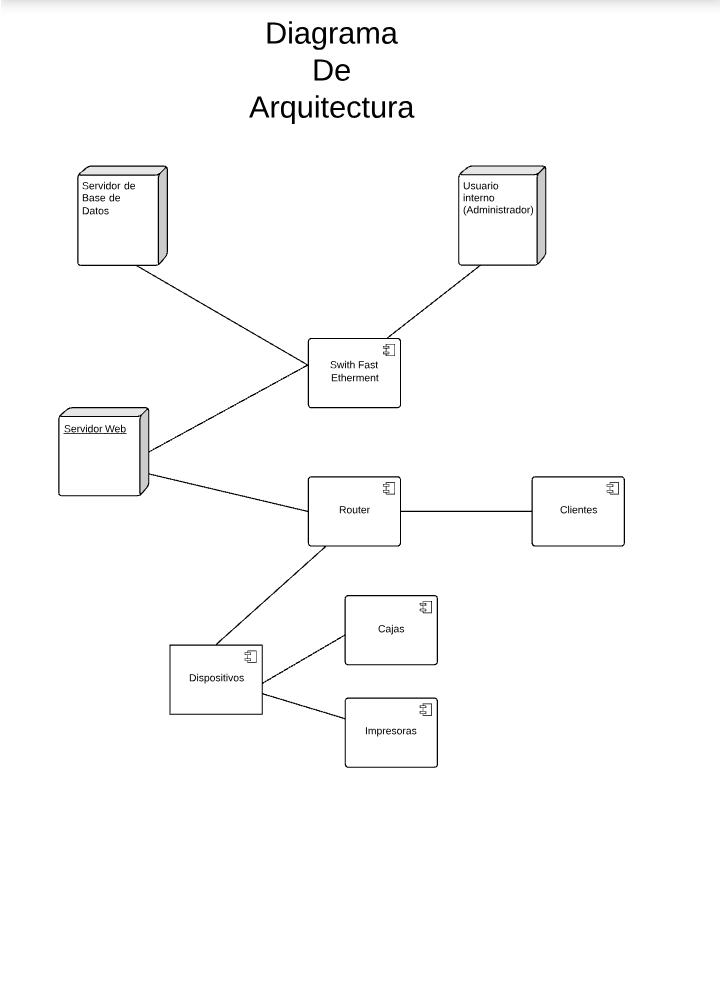 Diagrama
De
Arquitectura
Servidor de
Base de
Datos
Usuario
interno
(Administrador)
Swith Fast
Etherment
Servidor Web
Router
Clientes
Cajas
Dispositivos
Impresoras